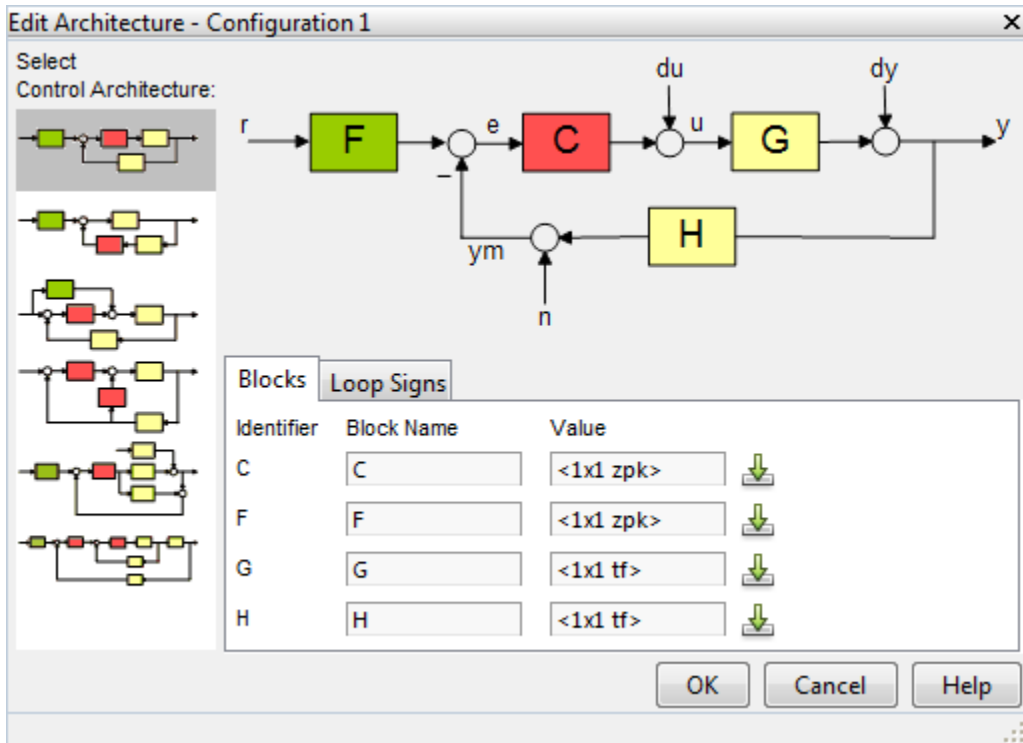 Edit Architecture - Configuration 1
Select
Control Architecture:
du
dy
r
F
e
C
u
G
y
–
H
ym
n
Blocks
Loop Signs
Identifier Block Name Value
C C <1x1 zpk>
F F <1x1 zpk>
G G <1x1 tf>
H H <1x1 tf>
OK Cancel Help